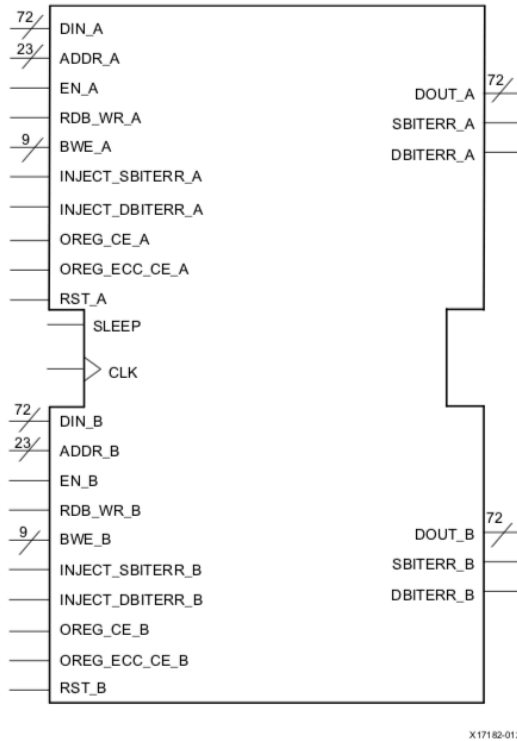 72
DIN_A
23
ADDR_A
EN_A
RDB_WR_A
9
BWE_A
INJECT_SBITERR_A
INJECT_DBITERR_A
OREG_CE_A
OREG_ECC_CE_A
RST_A
72
DOUT_A
SBITERR_A
DBITERR_A
SLEEP
CLK
72
DIN_B
23
ADDR_B
EN_B
RDB_WR_B
9
BWE_B
INJECT_SBITERR_B
INJECT_DBITERR_B
OREG_CE_B
OREG_ECC_CE_B
RST_B
72
DOUT_B
SBITERR_B
DBITERR_B